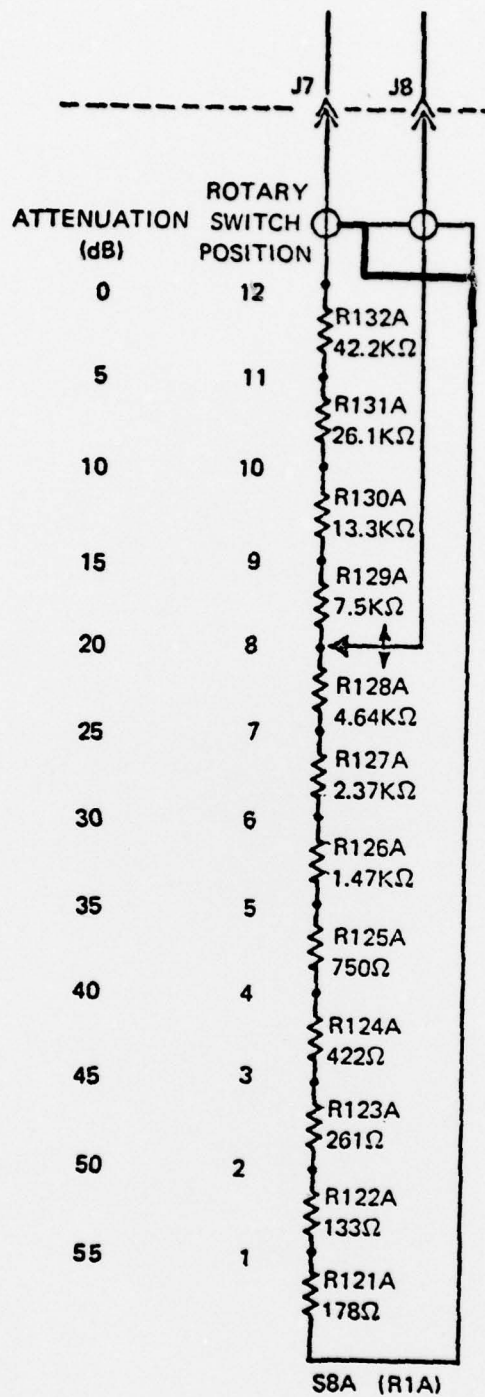 J7 J8
ATTENUATION (dB) ROTARY SWITCH POSITION
0 12
R132A
42.2KΩ
5 11
R131A
26.1KΩ
10 10
R130A
13.3KΩ
15 9
R129A
7.5KΩ
20 8
R128A
4.64KΩ
25 7
R127A
2.37KΩ
30 6
R126A
1.47KΩ
35 5
R125A
750Ω
40 4
R124A
422Ω
45 3
R123A
261Ω
50 2
R122A
133Ω
55 1
R121A
178Ω
S8A (R1A)